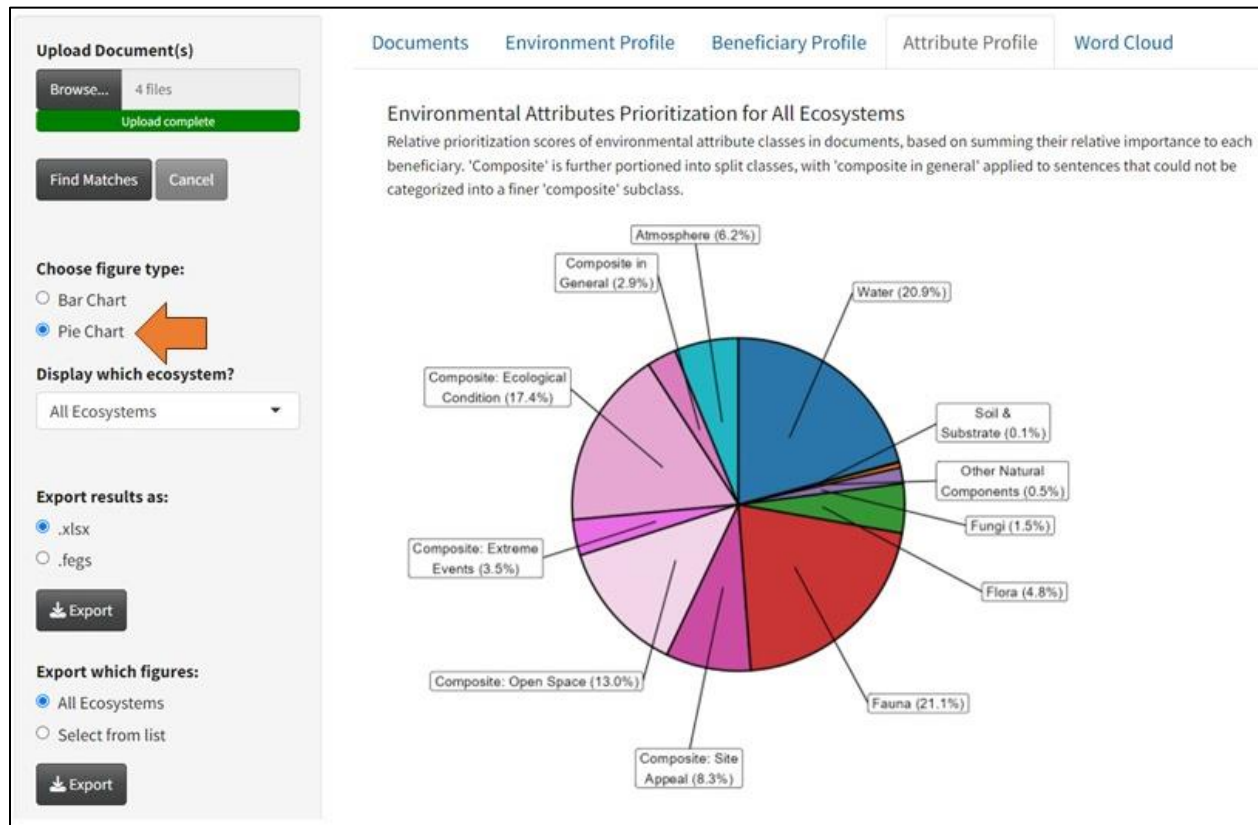 Upload Document(s)
Browse... 4 files
Upload complete
Find Matches Cancel
Choose figure type:
Bar Chart
Pie Chart
Display which ecosystem?
All Ecosystems
Export results as:
.xlsx
.fegs
Export
Export which figures:
All Ecosystems
Select from list
Export
Documents Environment Profile Beneficiary Profile Attribute Profile Word Cloud
Environmental Attributes Prioritization for All Ecosystems
Relative prioritization scores of environmental attribute classes in documents, based on summing their relative importance to each
beneficiary. 'Composite' is further portioned into split classes, with 'composite in general' applied to sentences that could not be
categorized into a finer 'composite' subclass.
Atmosphere (6.2%)
Composite in
General (2.9%)
Water (20.9%)
Composite: Ecological
Condition (17.4%)
Soil &
Substrate (0.1%)
Other Natural
Components (0.5%)
Fungi (1.5%)
Composite: Extreme
Events (3.5%)
Flora (4.8%)
Composite: Open Space (13.0%)
Fauna (21.1%)
Composite: Site
Appeal (8.3%)